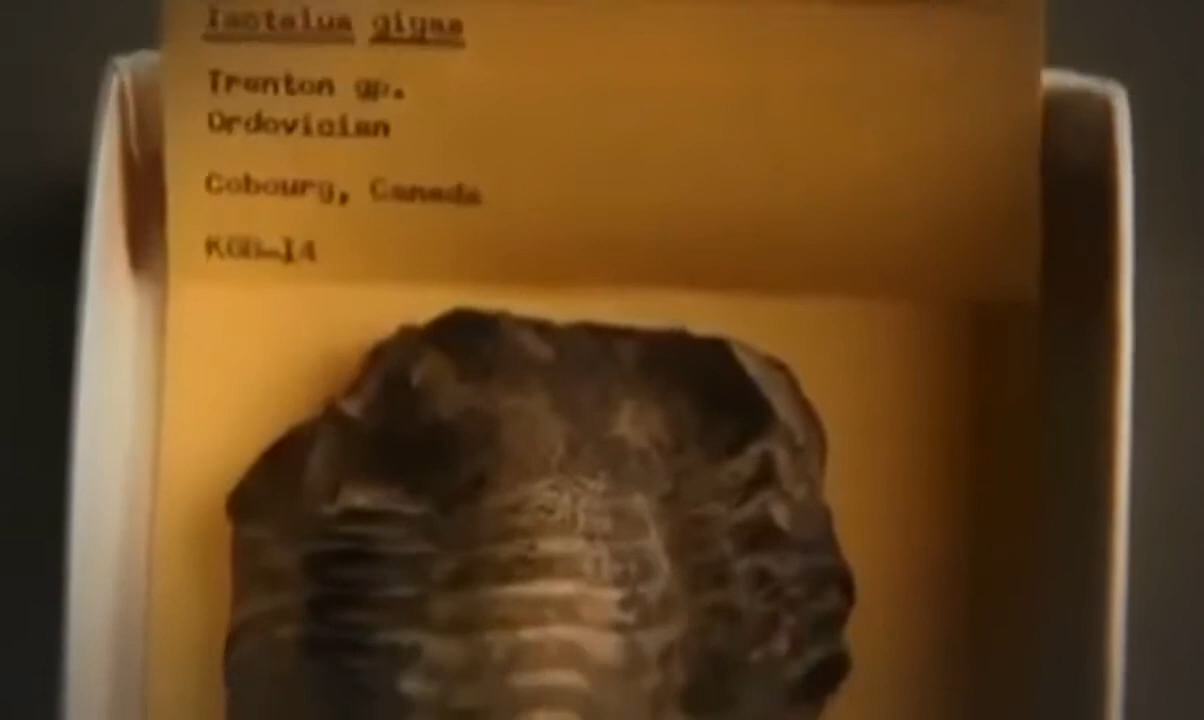 Isotelus gigas
Trenton gp.
Ordovician
Cobourg, Canada
KGB-14